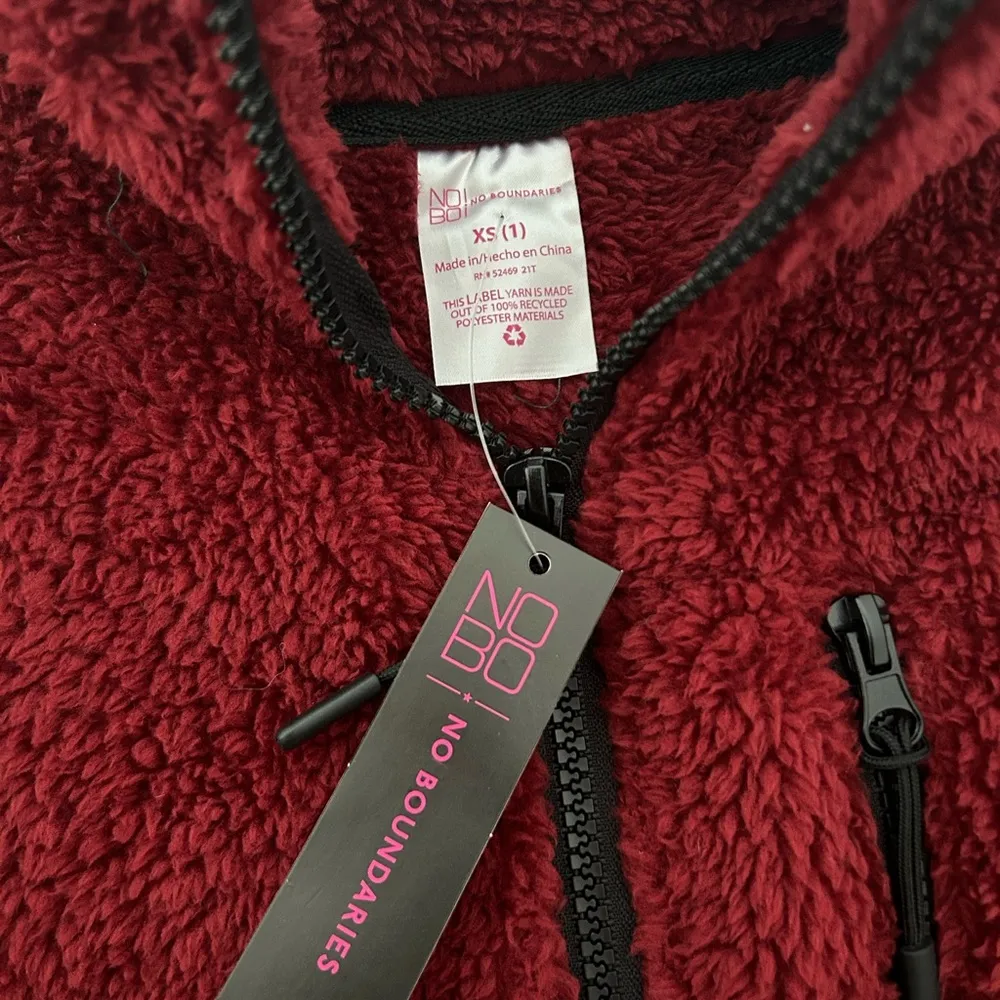 NO!
BO!
NO BOUNDARIES
XS (1)
Made in/Hecho en China
RN# 52469 21T
THIS LABEL YARN IS MADE
OUT OF 100% RECYCLED
POLYESTER MATERIALS
NO
BO
!*!
NO BOUNDARIES